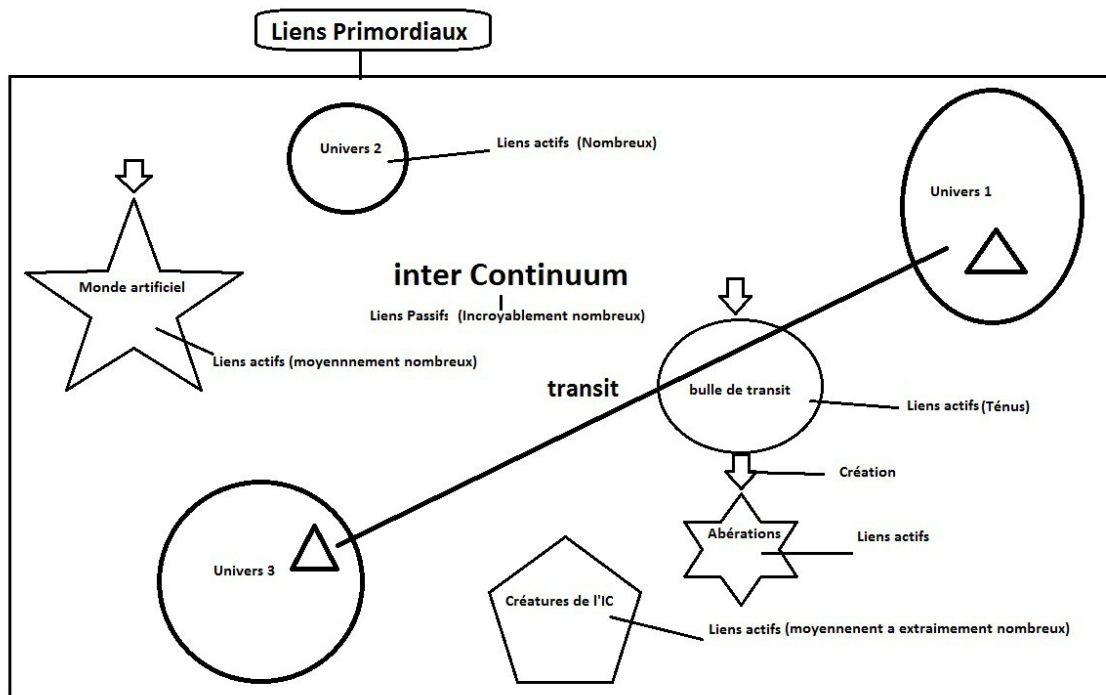 Liens Primordiaux
Univers 2
Liens actifs (Nombreux)
Univers 1
Monde artificiel
inter Continuum
Liens Passifs (Incroyablement nombreux)
Liens actifs (moyennnement nombreux)
transit
bulle de transit
Liens actifs (Ténus)
Création
Abérations
Liens actifs
Univers 3
Créatures de l'IC
Liens actifs (moyennenent a extraimement nombreux)